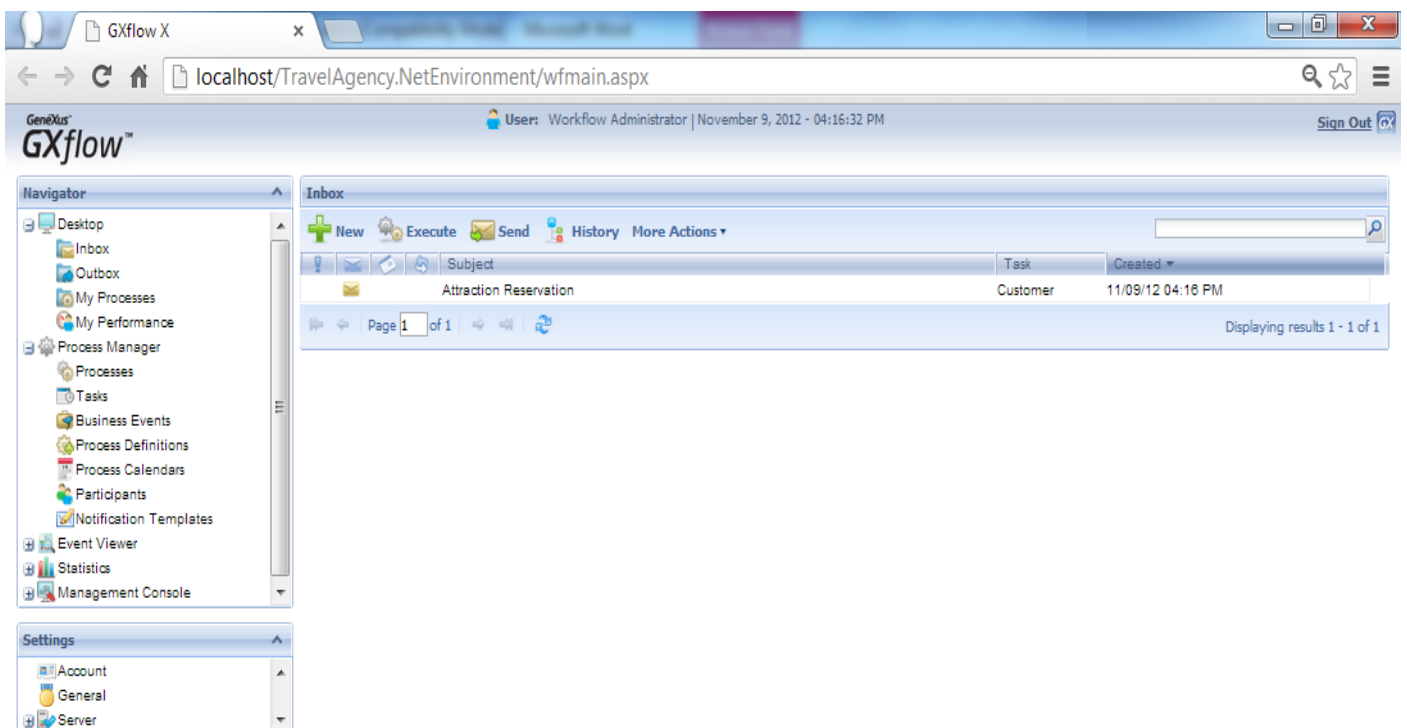 GXflow X
localhost/TravelAgency.NetEnvironment/wfmain.aspx
GeneXus
GXflow™
User: Workflow Administrator | November 9, 2012 - 04:16:32 PM
Sign Out
Navigator
Desktop
Inbox
Outbox
My Processes
My Performance
Process Manager
Processes
Tasks
Business Events
Process Definitions
Process Calendars
Participants
Notification Templates
Event Viewer
Statistics
Management Console
Settings
Account
General
Server
Inbox
New Execute Send History More Actions
Subject Task Created
Attraction Reservation Customer 11/09/12 04:16 PM
Page 1 of 1
Displaying results 1 - 1 of 1